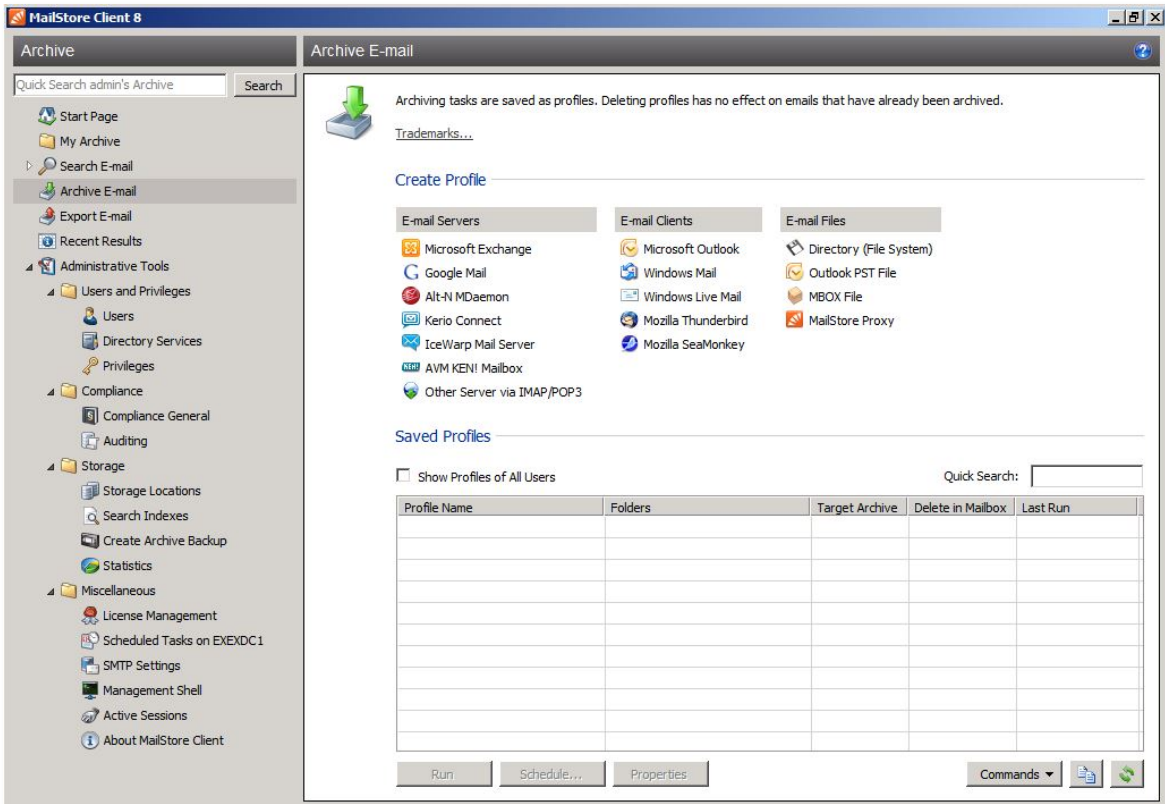 MailStore Client 8
Archive
Archive E-mail
Quick Search admin's Archive
Search
Start Page
My Archive
Search E-mail
Archive E-mail
Export E-mail
Recent Results
Administrative Tools
Users and Privileges
Users
Directory Services
Privileges
Compliance
Compliance General
Auditing
Storage
Storage Locations
Search Indexes
Create Archive Backup
Statistics
Miscellaneous
License Management
Scheduled Tasks on EXEXDC1
SMTP Settings
Management Shell
Active Sessions
About MailStore Client
Archiving tasks are saved as profiles. Deleting profiles has no effect on emails that have already been archived.
Trademarks...
Create Profile
E-mail Servers
Microsoft Exchange
Google Mail
Alt-N MDaemon
Kerio Connect
IceWarp Mail Server
AVM KEN! Mailbox
Other Server via IMAP/POP3
E-mail Clients
Microsoft Outlook
Windows Mail
Windows Live Mail
Mozilla Thunderbird
Mozilla SeaMonkey
E-mail Files
Directory (File System)
Outlook PST File
MBOX File
MailStore Proxy
Saved Profiles
Show Profiles of All Users
Quick Search:
Profile Name Folders Target Archive Delete in Mailbox Last Run
Run Schedule... Properties Commands